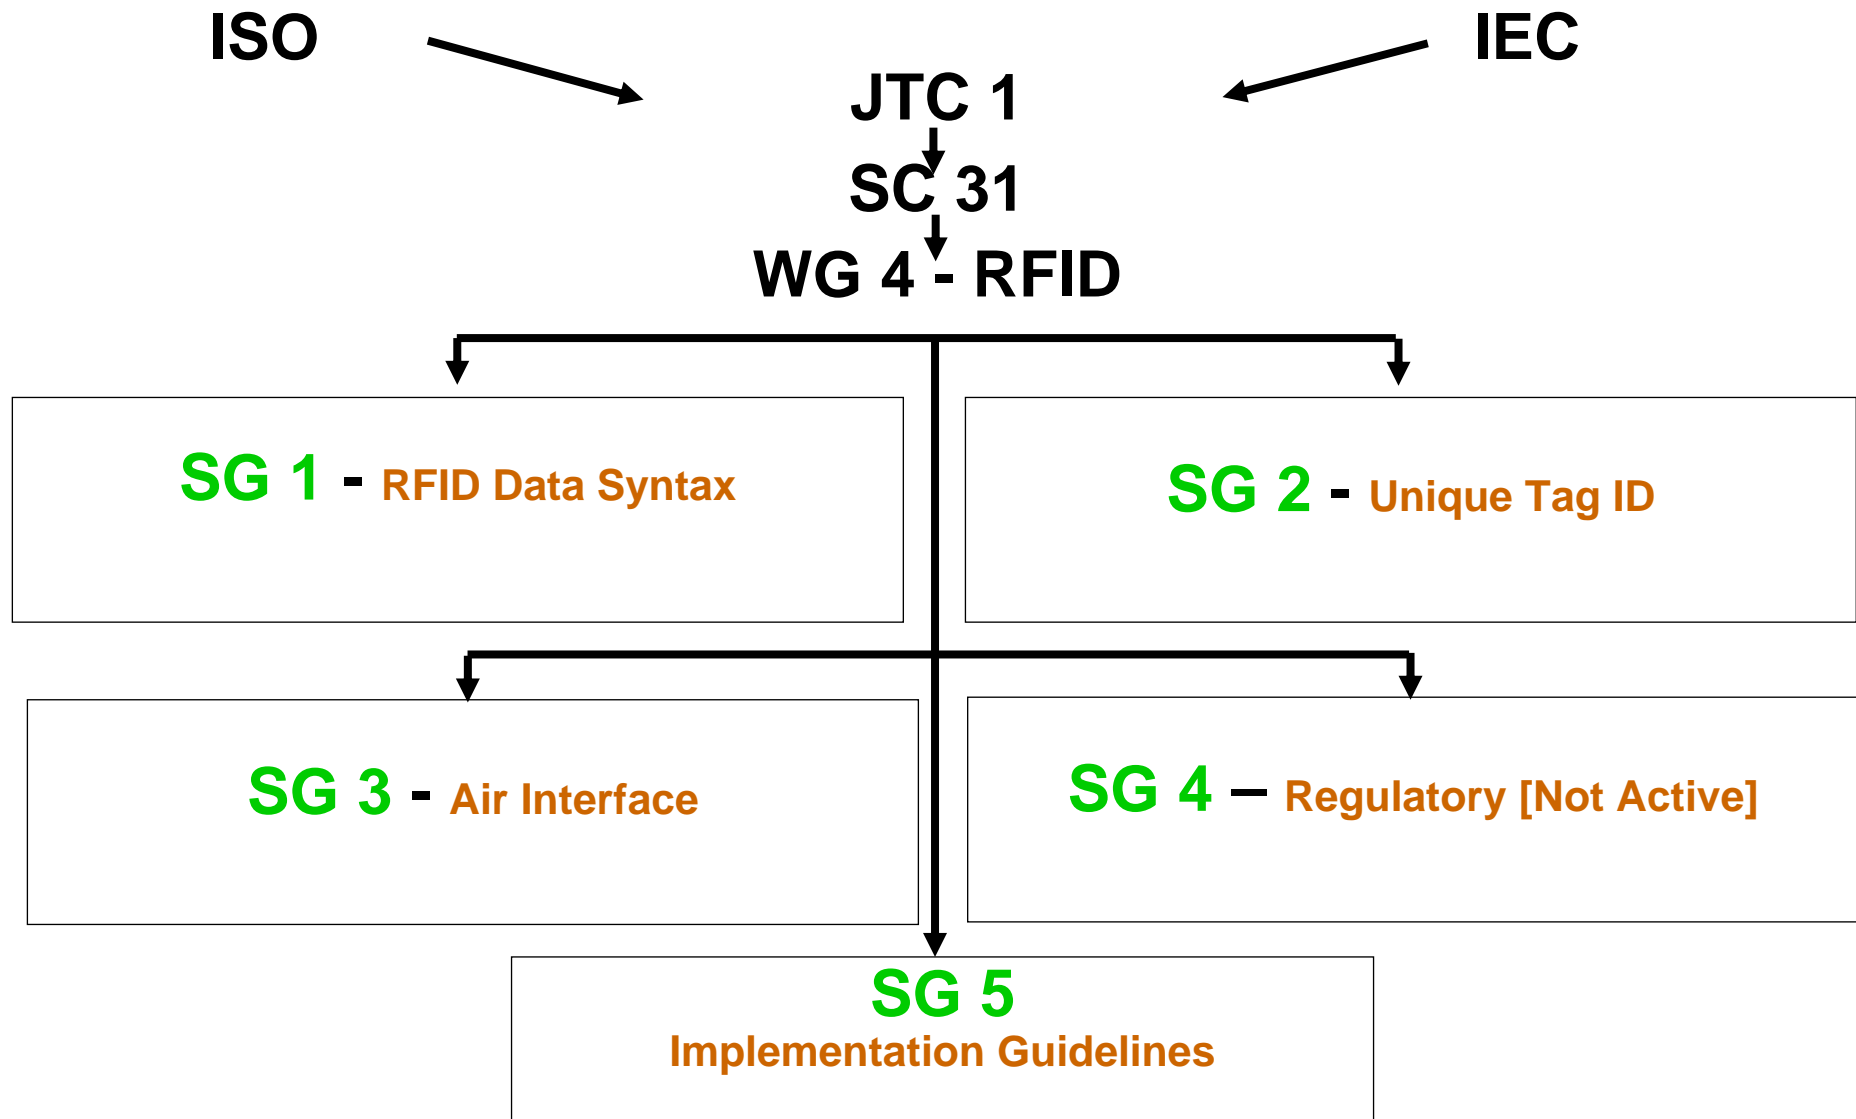 ISO
IEC
JTC 1
SC 31
WG 4 - RFID
SG 1 - RFID Data Syntax
SG 2 - Unique Tag ID
SG 3 - Air Interface
SG 4 – Regulatory [Not Active]
SG 5
Implementation Guidelines